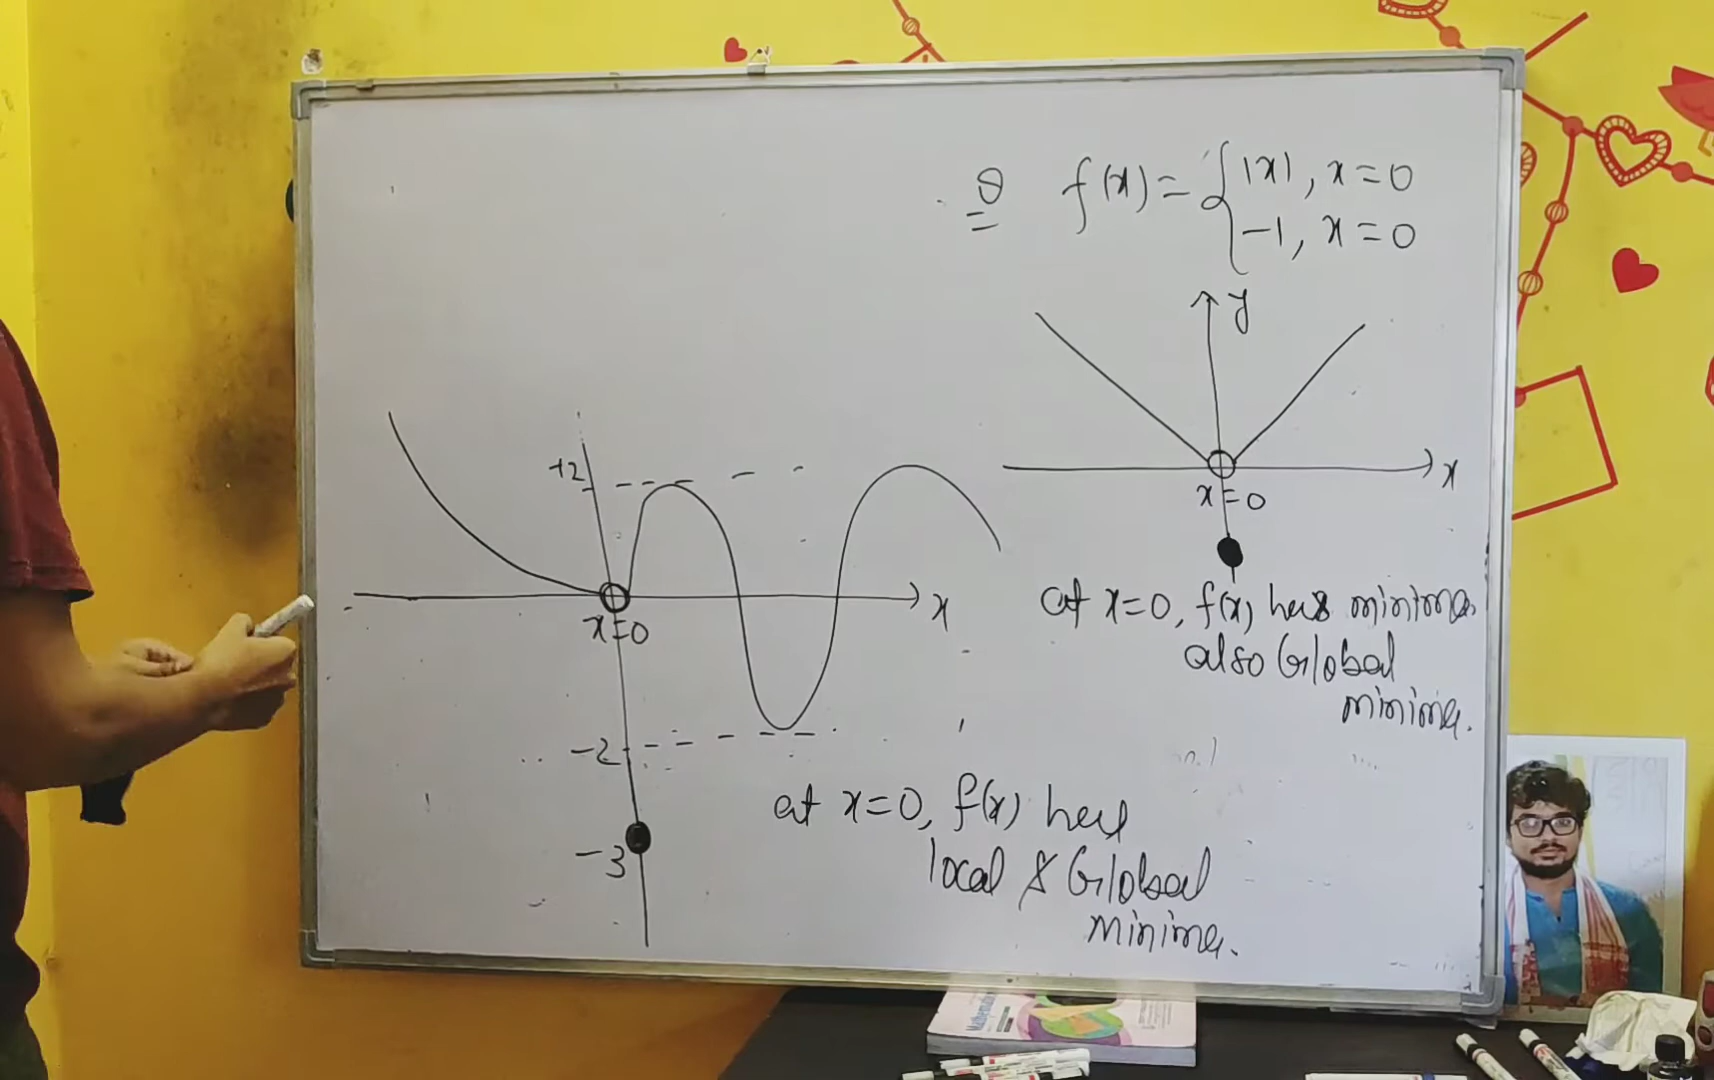 Q f(x) = { |x|, x = 0
-1, x = 0
y
x
x = 0
at x=0, f(x) has minima
also Global
minima.
+2
x
x=0
-2
-3
at x=0, f(x) has
local & Global
minima.
Mathematics